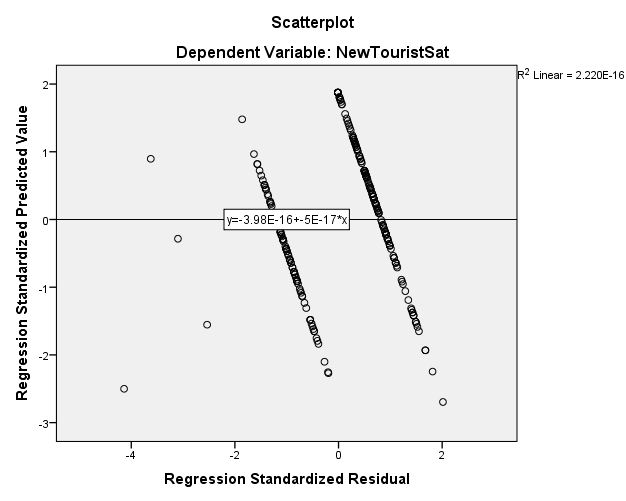 Scatterplot
Dependent Variable: NewTouristSat
R² Linear = 2.220E-16
Regression Standardized Predicted Value
2
1
0
-1
-2
-3
y=-3.98E-16+-5E-17*x
-4
-2
0
2
Regression Standardized Residual